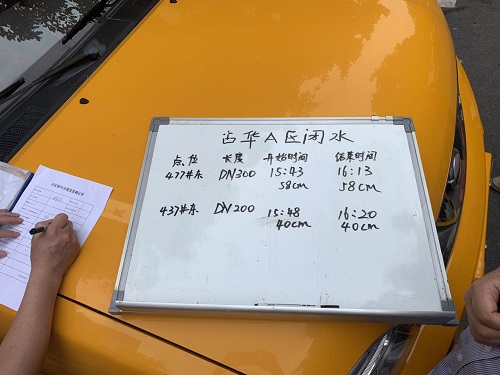 占华A区闭水
点位 长度 开始时间 结束时间
477#东 DN300 15:43 16:13
58cm 58cm
437#东 DN200 15:48 16:20
40cm 40cm